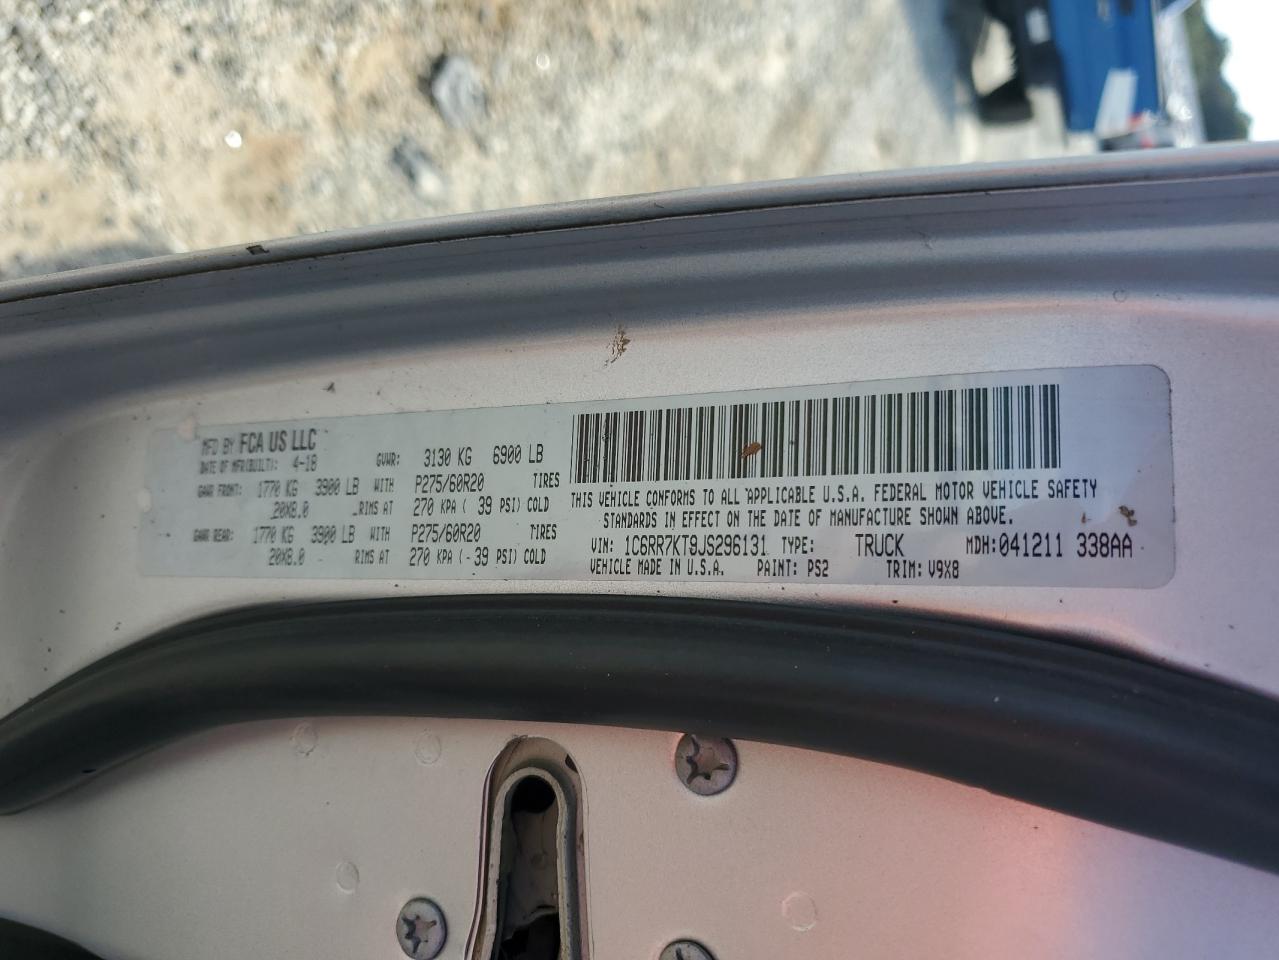 MFD BY FCA US LLC
DATE OF MFR(BUILT): 4-18 GVWR: 3130 KG 6900 LB
GAWR FRONT: 1770 KG 3900 LB WITH P275/60R20 TIRES
20X8.0 RIMS AT 270 KPA ( 39 PSI) COLD
GAWR REAR: 1770 KG 3900 LB WITH P275/60R20 TIRES
20X8.0 RIMS AT 270 KPA ( 39 PSI) COLD
THIS VEHICLE CONFORMS TO ALL APPLICABLE U.S.A. FEDERAL MOTOR VEHICLE SAFETY
STANDARDS IN EFFECT ON THE DATE OF MANUFACTURE SHOWN ABOVE.
VIN: 1C6RR7KT9JS296131 TYPE: TRUCK MDH:041211 338AA
VEHICLE MADE IN U.S.A. PAINT: PS2 TRIM: V9X8